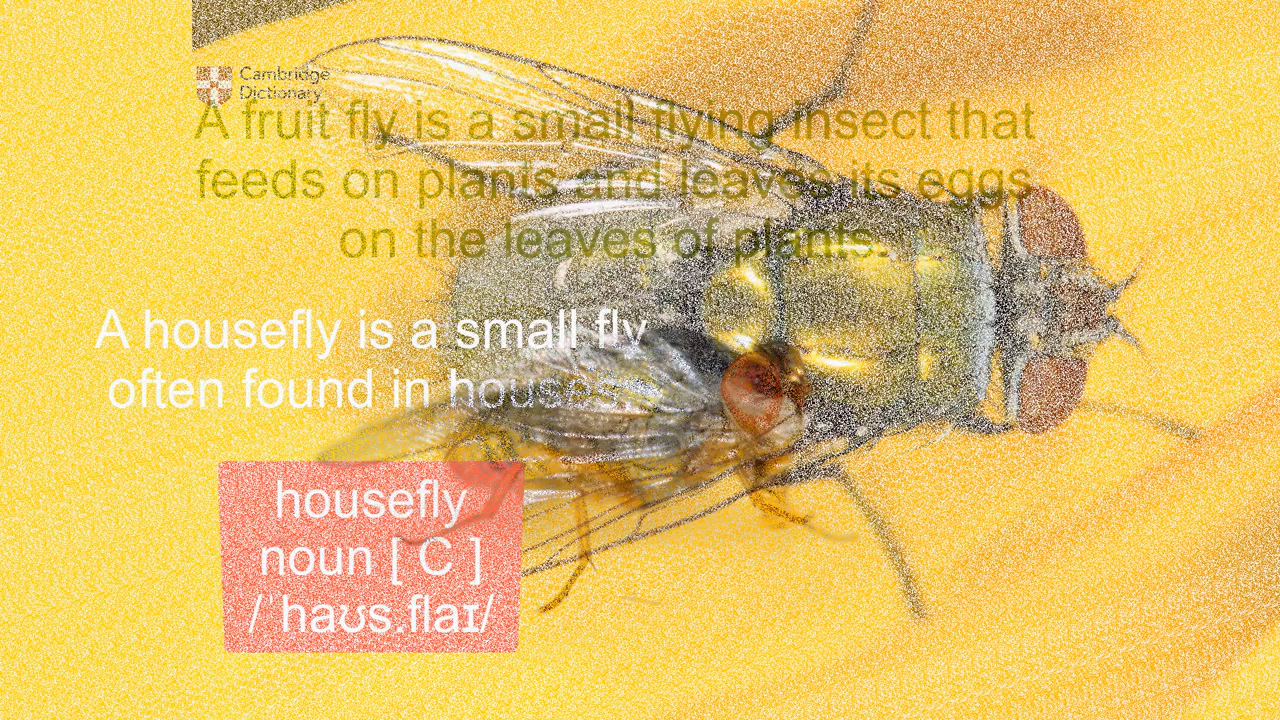 Cambridge
Dictionary
A fruit fly is a small flying insect that
feeds on plants and leaves its eggs
on the leaves of plants.
A housefly is a small fly
often found in houses.
housefly
noun [ C ]
/ˈhaʊs.flaɪ/